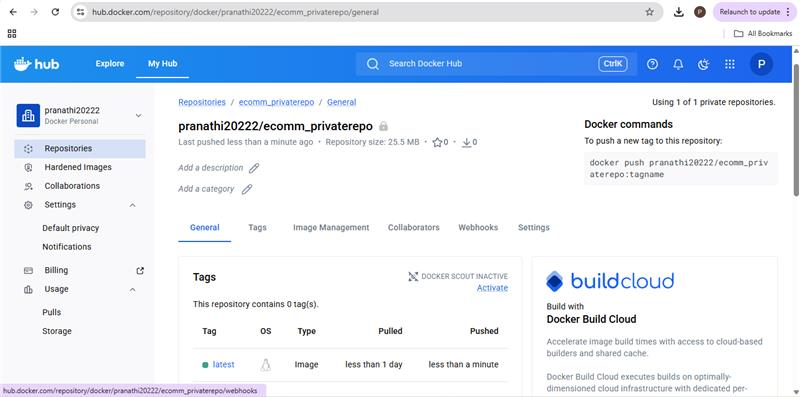 hub.docker.com/repository/docker/pranathi20222/ecomm_privaterepo/general
P
Relaunch to update
All Bookmarks
hub
Explore
My Hub
Search Docker Hub
CtrlK
P
pranathi20222
Docker Personal
Repositories
Hardened Images
Collaborations
Settings
Default privacy
Notifications
Billing
Usage
Pulls
Storage
Repositories / ecomm_privaterepo / General
Using 1 of 1 private repositories.
pranathi20222/ecomm_privaterepo
Last pushed less than a minute ago • Repository size: 25.5 MB • 0 • 0
Add a description
Add a category
Docker commands
To push a new tag to this repository:
docker push pranathi20222/ecomm_priv
aterepo:tagname
General
Tags
Image Management
Collaborators
Webhooks
Settings
Tags
DOCKER SCOUT INACTIVE
Activate
This repository contains 0 tag(s).
Tag OS Type Pulled Pushed
latest Image less than 1 day less than a minute
buildcloud
Build with
Docker Build Cloud
Accelerate image build times with access to cloud-based
builders and shared cache.
Docker Build Cloud executes builds on optimally-
dimensioned cloud infrastructure with dedicated per-
hub.docker.com/repository/docker/pranathi20222/ecomm_privaterepo/webhooks